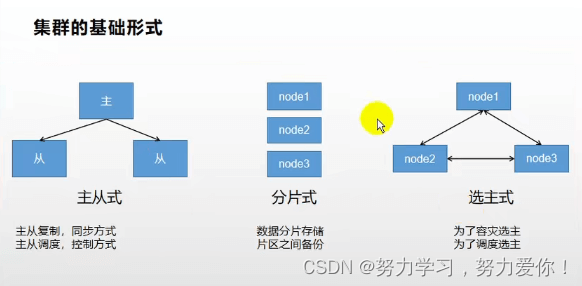 集群的基础形式
主
从
从
主从式
主从复制，同步方式
主从调度，控制方式
node1
node2
node3
分片式
数据分片存储
片区之间备份
node1
node2
node3
选主式
为了容灾选主
为了调度选主
CSDN @努力学习，努力爱你！